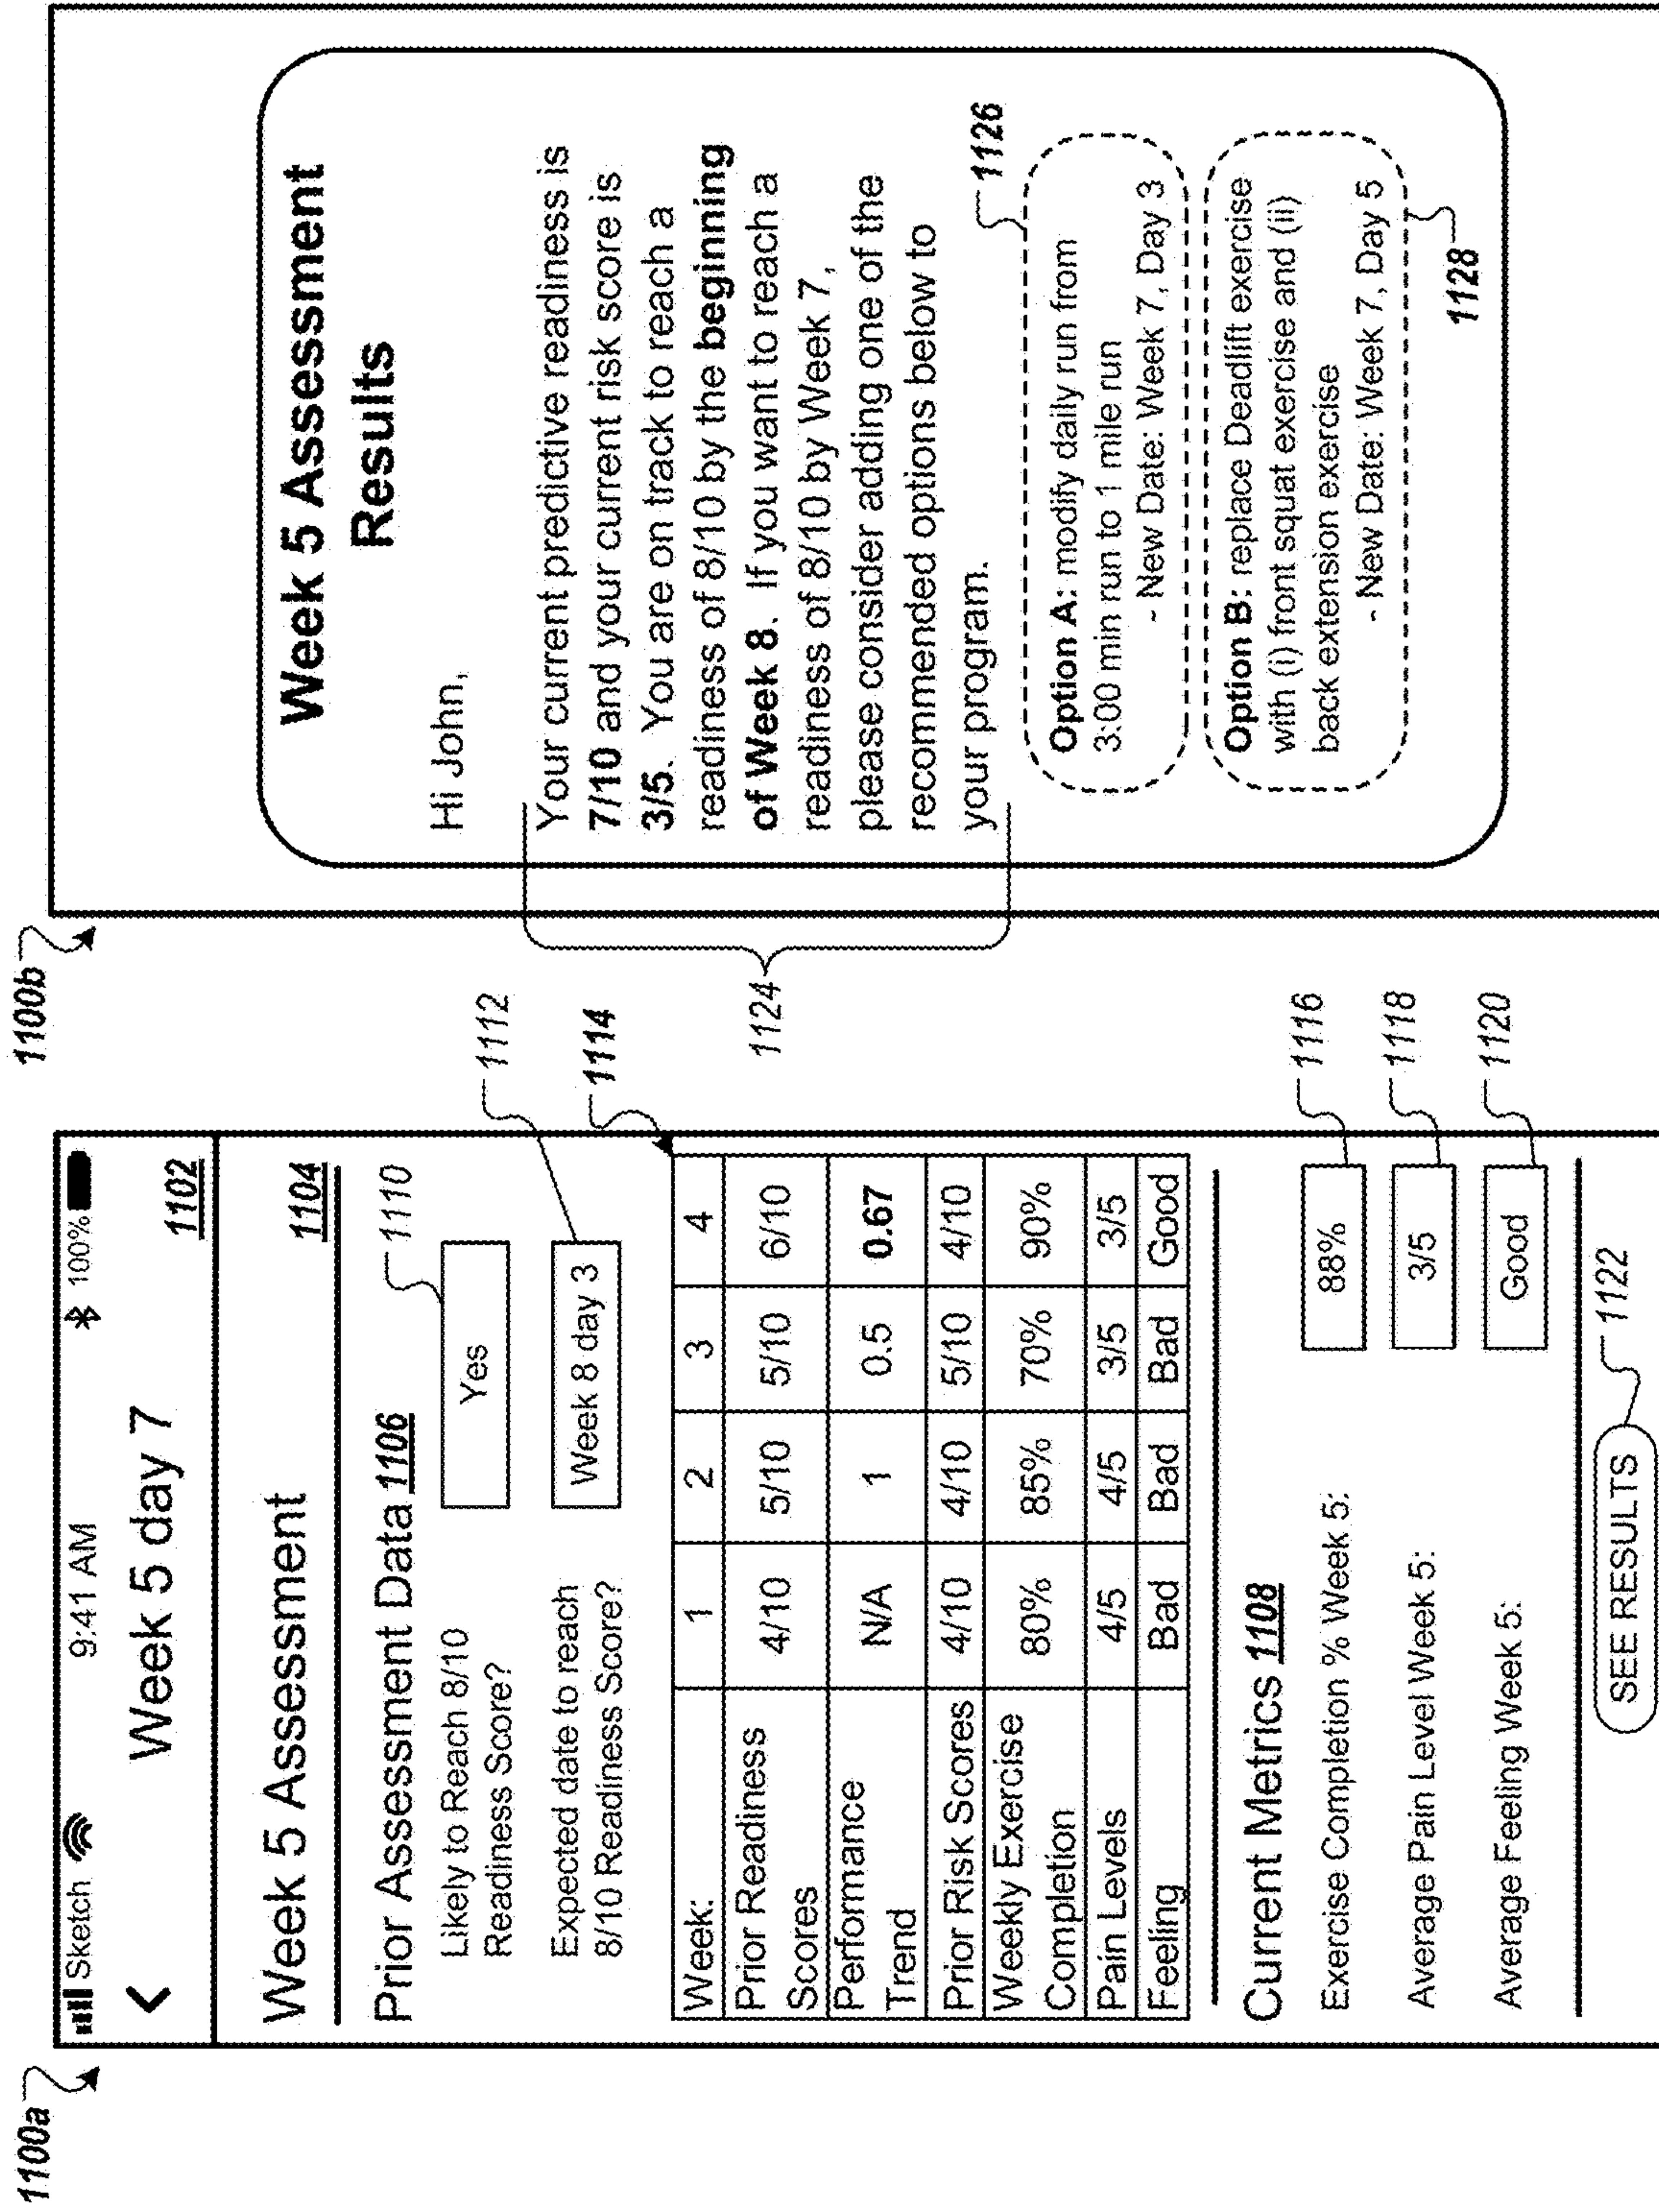 1100a
Sketch 9:41 AM 100%
Week 5 day 7
1102
Week 5 Assessment 1104
Prior Assessment Data 1106
Likely to Reach 8/10
Readiness Score?
Yes
1110
Expected date to reach
8/10 Readiness Score?
Week 8 day 3
1112
1114
Week: 1 2 3 4
Prior Readiness Scores 4/10 5/10 5/10 6/10
Performance Trend N/A 1 0.5 0.67
Prior Risk Scores 4/10 4/10 5/10 4/10
Weekly Exercise Completion 80% 85% 70% 90%
Pain Levels 4/5 4/5 3/5 3/5
Feeling Bad Bad Bad Good
Current Metrics 1108
Exercise Completion % Week 5: 88% 1116
Average Pain Level Week 5: 3/5 1118
Average Feeling Week 5: Good 1120
SEE RESULTS 1122
1100b
Week 5 Assessment
Results
Hi John,
Your current predictive readiness is
7/10 and your current risk score is
3/5. You are on track to reach a
readiness of 8/10 by the beginning
of Week 8. If you want to reach a
readiness of 8/10 by Week 7,
please consider adding one of the
recommended options below to
your program.
1124
Option A: modify daily run from
3:00 min run to 1 mile run
- New Date: Week 7, Day 3
1126
Option B: replace Deadlift exercise
with (i) front squat exercise and (ii)
back extension exercise
- New Date: Week 7, Day 5
1128